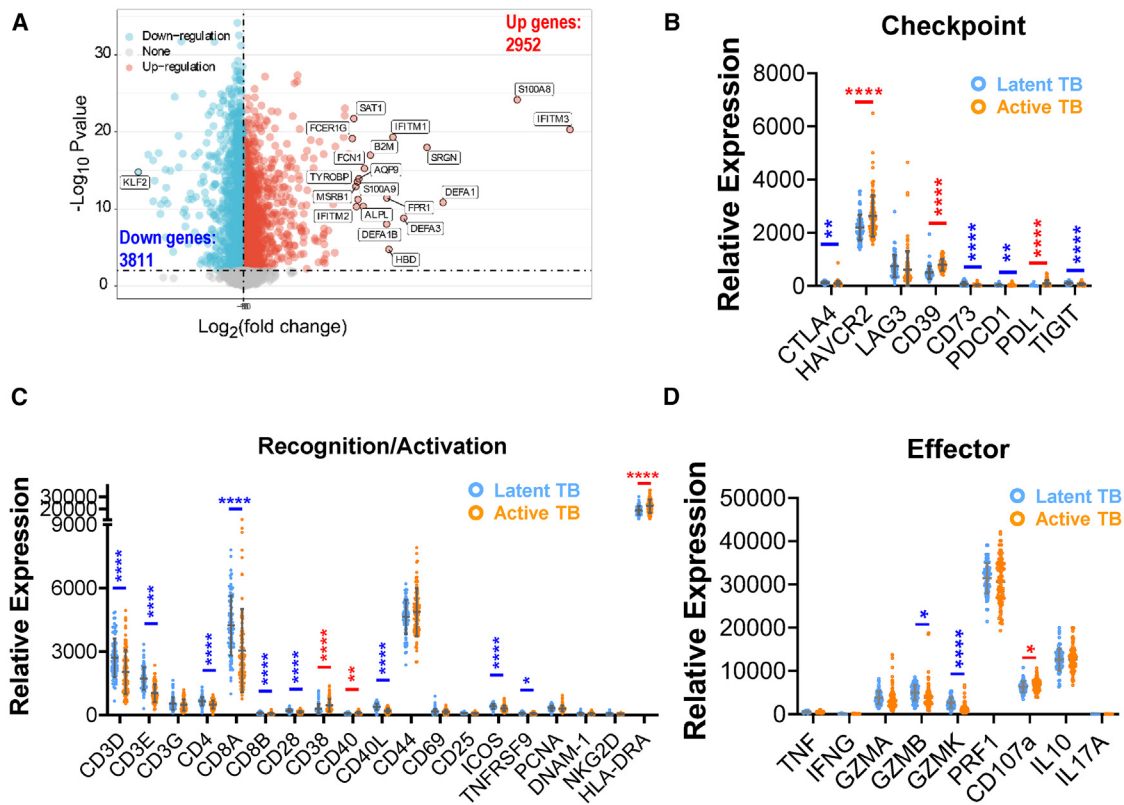 A
Down-regulation
None
Up-regulation
Up genes:
2952
Down genes:
3811
S100A8
IFITM3
SAT1
FCER1G
IFITM1
B2M
SRGN
FCN1
AQP9
TYROBP
S100A9
DEFA1
MSRB1
FPR1
IFITM2
ALPL
DEFA3
DEFA1B
HBD
KLF2
30
20
10
0
-Log10 Pvalue
Log2(fold change)
B
Checkpoint
Latent TB
Active TB
Relative Expression
8000
6000
4000
2000
0
**
****
****
****
**
****
****
CTLA4
HAVCR2
LAG3
CD39
CD73
PDCD1
PDL1
TIGIT
C
Recognition/Activation
Latent TB
Active TB
Relative Expression
30000
20000
9000
6000
3000
0
****
****
****
****
****
****
****
**
****
****
*
****
CD3D
CD3E
CD3G
CD4
CD8A
CD8B
CD28
CD38
CD40
CD40L
CD44
CD69
CD25
ICOS
TNFRSF9
PCNA
DNAM-1
NKG2D
HLA-DRA
D
Effector
Latent TB
Active TB
Relative Expression
50000
40000
30000
20000
10000
0
*
****
*
TNF
IFNG
GZMA
GZMB
GZMK
PRF1
CD107a
IL10
IL17A